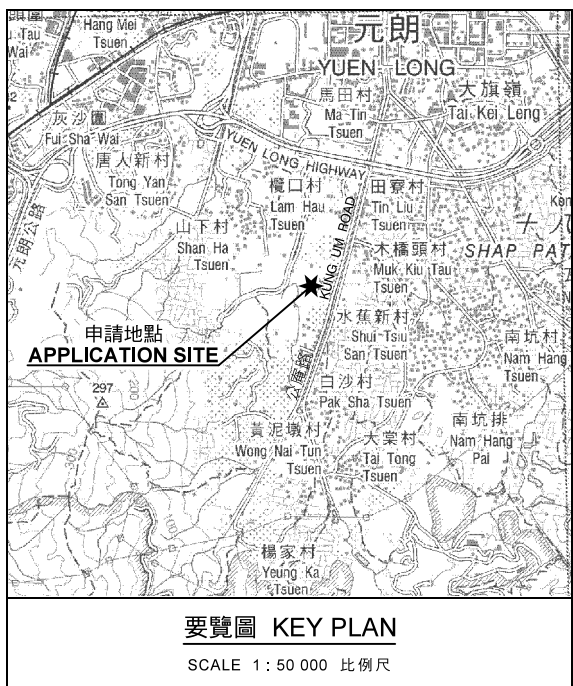 Hang Mei
Tsuen
Tsuen
Wai
元朗
YUEN LONG
馬田村
Ma Tin
Tsuen
大旗嶺
Tai Kei Leng
灰沙圍
Fui Sha Wai
唐人新村
Tong Yan
San Tsuen
YUEN LONG HIGHWAY
欖口村
Lam Hau
Tsuen
田寮村
Tin Liu
Tsuen
KUNG UM ROAD
元朗公路
山下村
Shan Ha
Tsuen
十八
SHAP PAT
木橋頭村
Muk Kiu Tau
Tsuen
申請地點
APPLICATION SITE
水蕉新村
Shui Tsiu
San Tsuen
南坑村
Nam Hang
Tsuen
公庵路
白沙村
Pak Sha Tsuen
297
200
黃泥墩村
Wong Nai Tun
Tsuen
大棠村
Tai Tong
Tsuen
南坑排
Nam Hang
Pai
100
楊家村
Yeung Ka
Tsuen
要覽圖 KEY PLAN
SCALE 1 : 50 000 比例尺